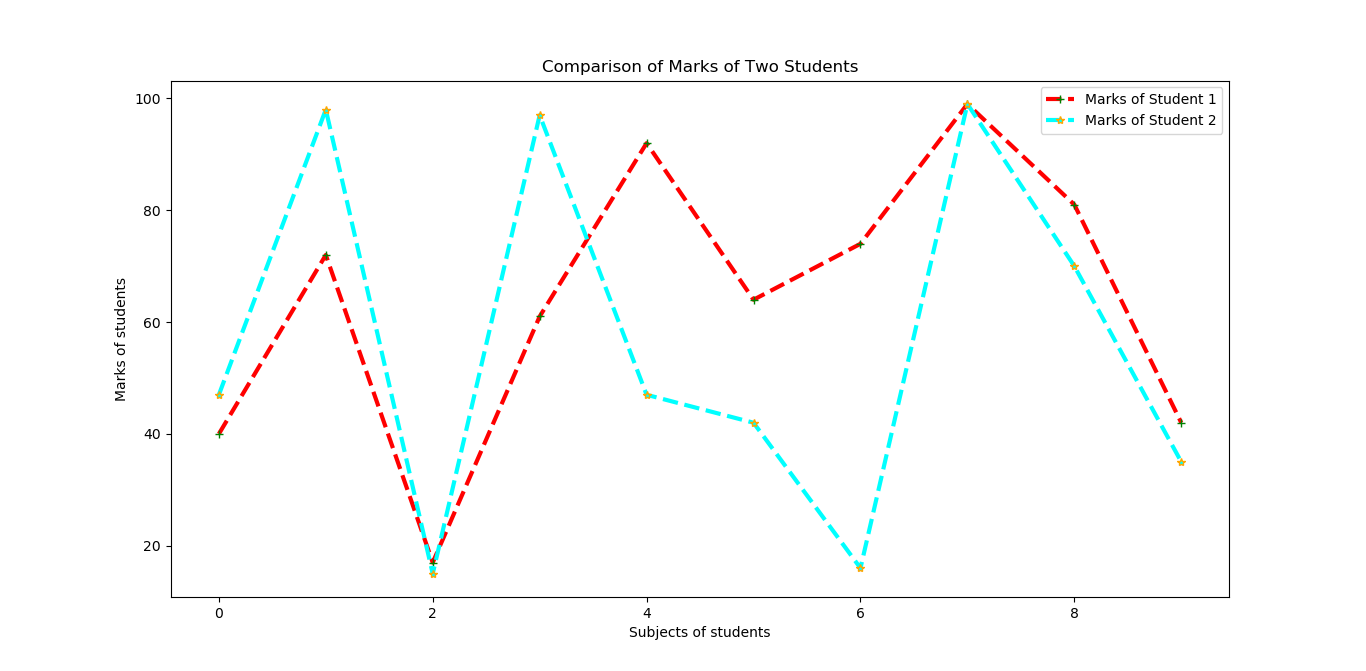 Comparison of Marks of Two Students
Marks of Student 1
Marks of Student 2
100
80
60
40
20
Marks of students
0 2 4 6 8
Subjects of students